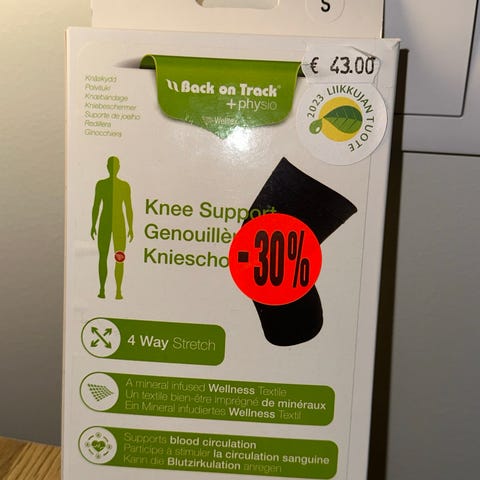 S
€ 43.00
Back on Track®
+physio
2023 LIIKKUJAN TUOTE
Knäskydd
Polvituki
Knæbandage
Kniebeschermer
Suporte de joelho
Rodillera
Ginocchiera
Knee Support
Genouillèr
Kniescho
-30%
4 Way Stretch
A mineral infused Wellness Textile
Un textile bien-être imprégné de minéraux
Ein Mineral infudiertes Wellness Textil
Supports blood circulation
Participe à stimuler la circulation sanguine
Kann die Blutzirkulation anregen